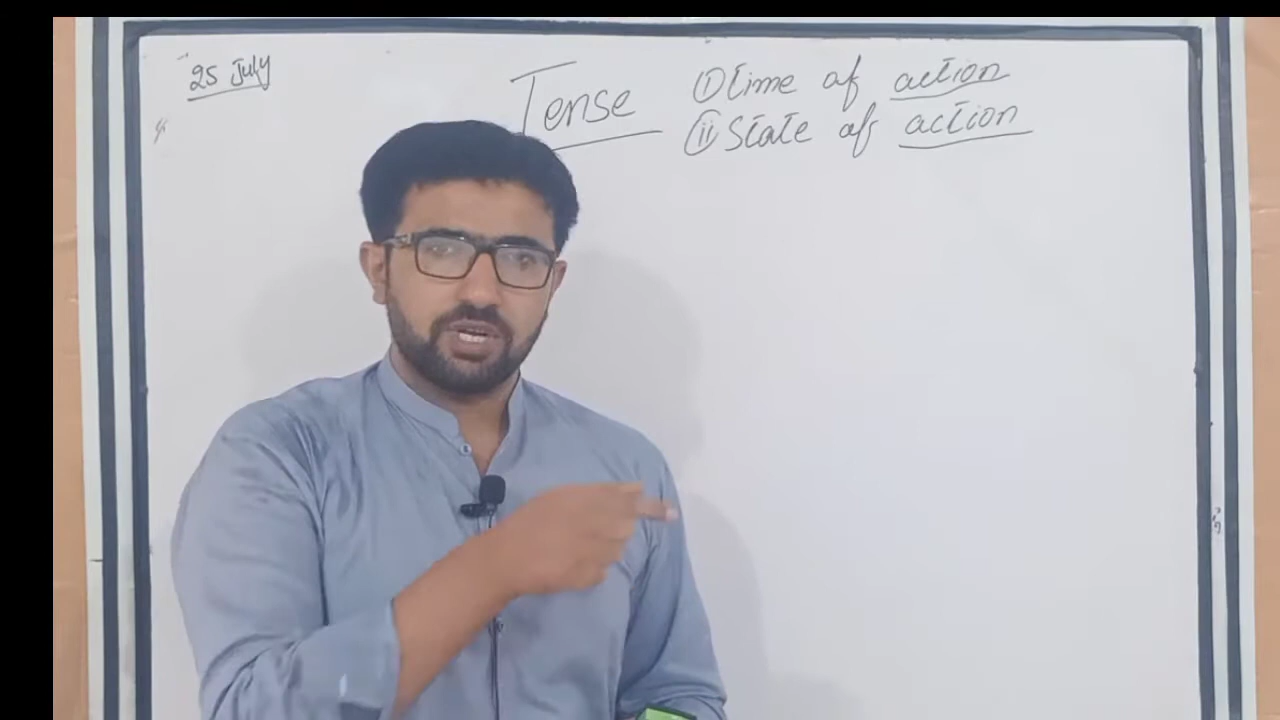 25 July
Tense
(i) time of action
(ii) State of action